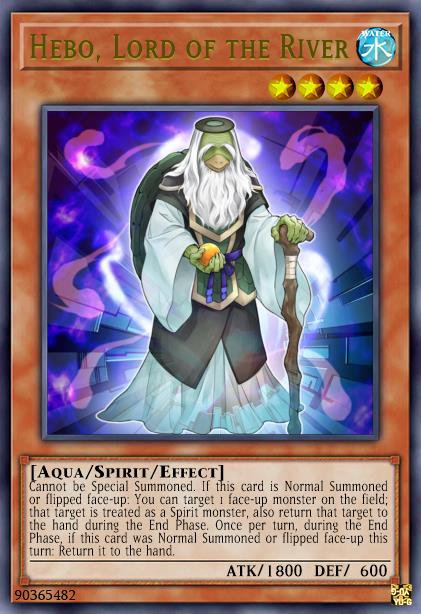 HEBO, LORD OF THE RIVER
WATER
水
[AQUA/SPIRIT/EFFECT]
Cannot be Special Summoned. If this card is Normal Summoned
or flipped face-up: You can target 1 face-up monster on the field;
that target is treated as a Spirit monster, also return that target to
the hand during the End Phase. Once per turn, during the End
Phase, if this card was Normal Summoned or flipped face-up this
turn: Return it to the hand.
ATK/1800 DEF/ 600
90365482